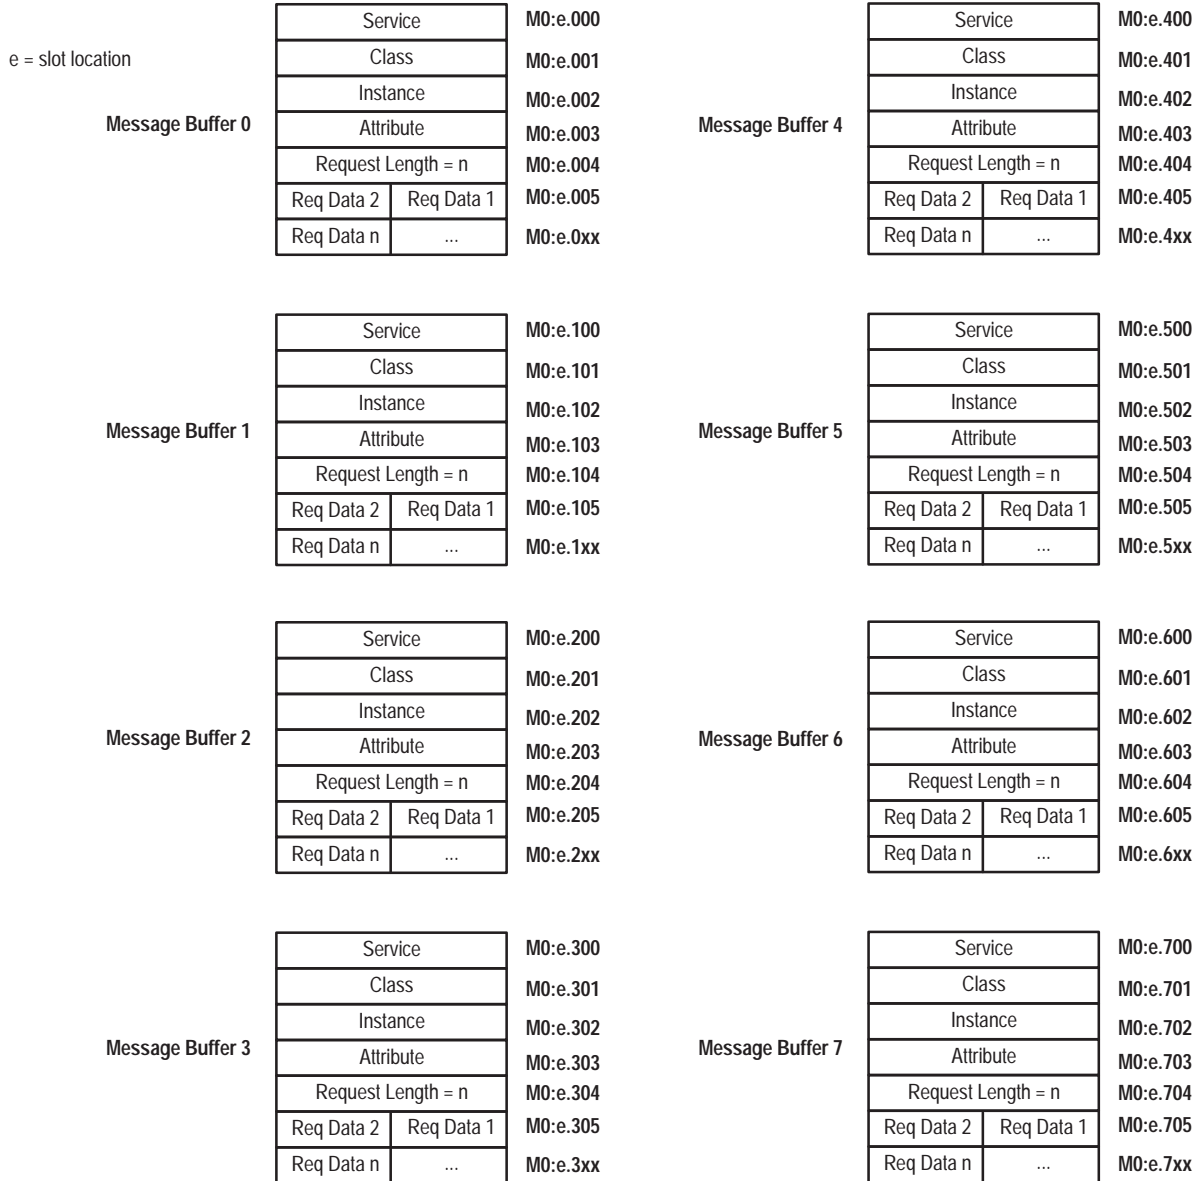 e = slot location
Message Buffer 0
Service M0:e.000
Class M0:e.001
Instance M0:e.002
Attribute M0:e.003
Request Length = n M0:e.004
Req Data 2 Req Data 1 M0:e.005
Req Data n ... M0:e.0xx
Message Buffer 1
Service M0:e.100
Class M0:e.101
Instance M0:e.102
Attribute M0:e.103
Request Length = n M0:e.104
Req Data 2 Req Data 1 M0:e.105
Req Data n ... M0:e.1xx
Message Buffer 2
Service M0:e.200
Class M0:e.201
Instance M0:e.202
Attribute M0:e.203
Request Length = n M0:e.204
Req Data 2 Req Data 1 M0:e.205
Req Data n ... M0:e.2xx
Message Buffer 3
Service M0:e.300
Class M0:e.301
Instance M0:e.302
Attribute M0:e.303
Request Length = n M0:e.304
Req Data 2 Req Data 1 M0:e.305
Req Data n ... M0:e.3xx
Message Buffer 4
Service M0:e.400
Class M0:e.401
Instance M0:e.402
Attribute M0:e.403
Request Length = n M0:e.404
Req Data 2 Req Data 1 M0:e.405
Req Data n ... M0:e.4xx
Message Buffer 5
Service M0:e.500
Class M0:e.501
Instance M0:e.502
Attribute M0:e.503
Request Length = n M0:e.504
Req Data 2 Req Data 1 M0:e.505
Req Data n ... M0:e.5xx
Message Buffer 6
Service M0:e.600
Class M0:e.601
Instance M0:e.602
Attribute M0:e.603
Request Length = n M0:e.604
Req Data 2 Req Data 1 M0:e.605
Req Data n ... M0:e.6xx
Message Buffer 7
Service M0:e.700
Class M0:e.701
Instance M0:e.702
Attribute M0:e.703
Request Length = n M0:e.704
Req Data 2 Req Data 1 M0:e.705
Req Data n ... M0:e.7xx